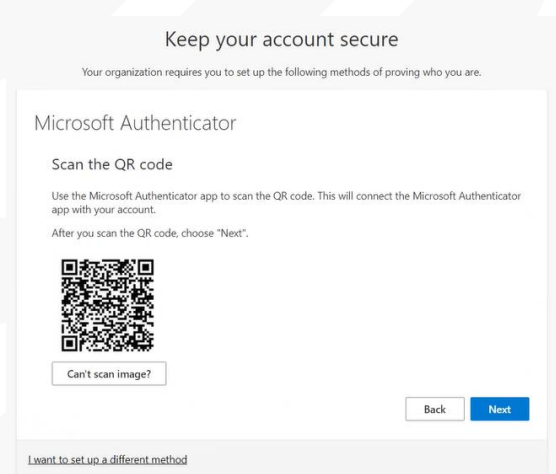 Keep your account secure
Your organization requires you to set up the following methods of proving who you are.
Microsoft Authenticator
Scan the QR code
Use the Microsoft Authenticator app to scan the QR code. This will connect the Microsoft Authenticator
app with your account.
After you scan the QR code, choose "Next".
Can't scan image?
Back
Next
I want to set up a different method